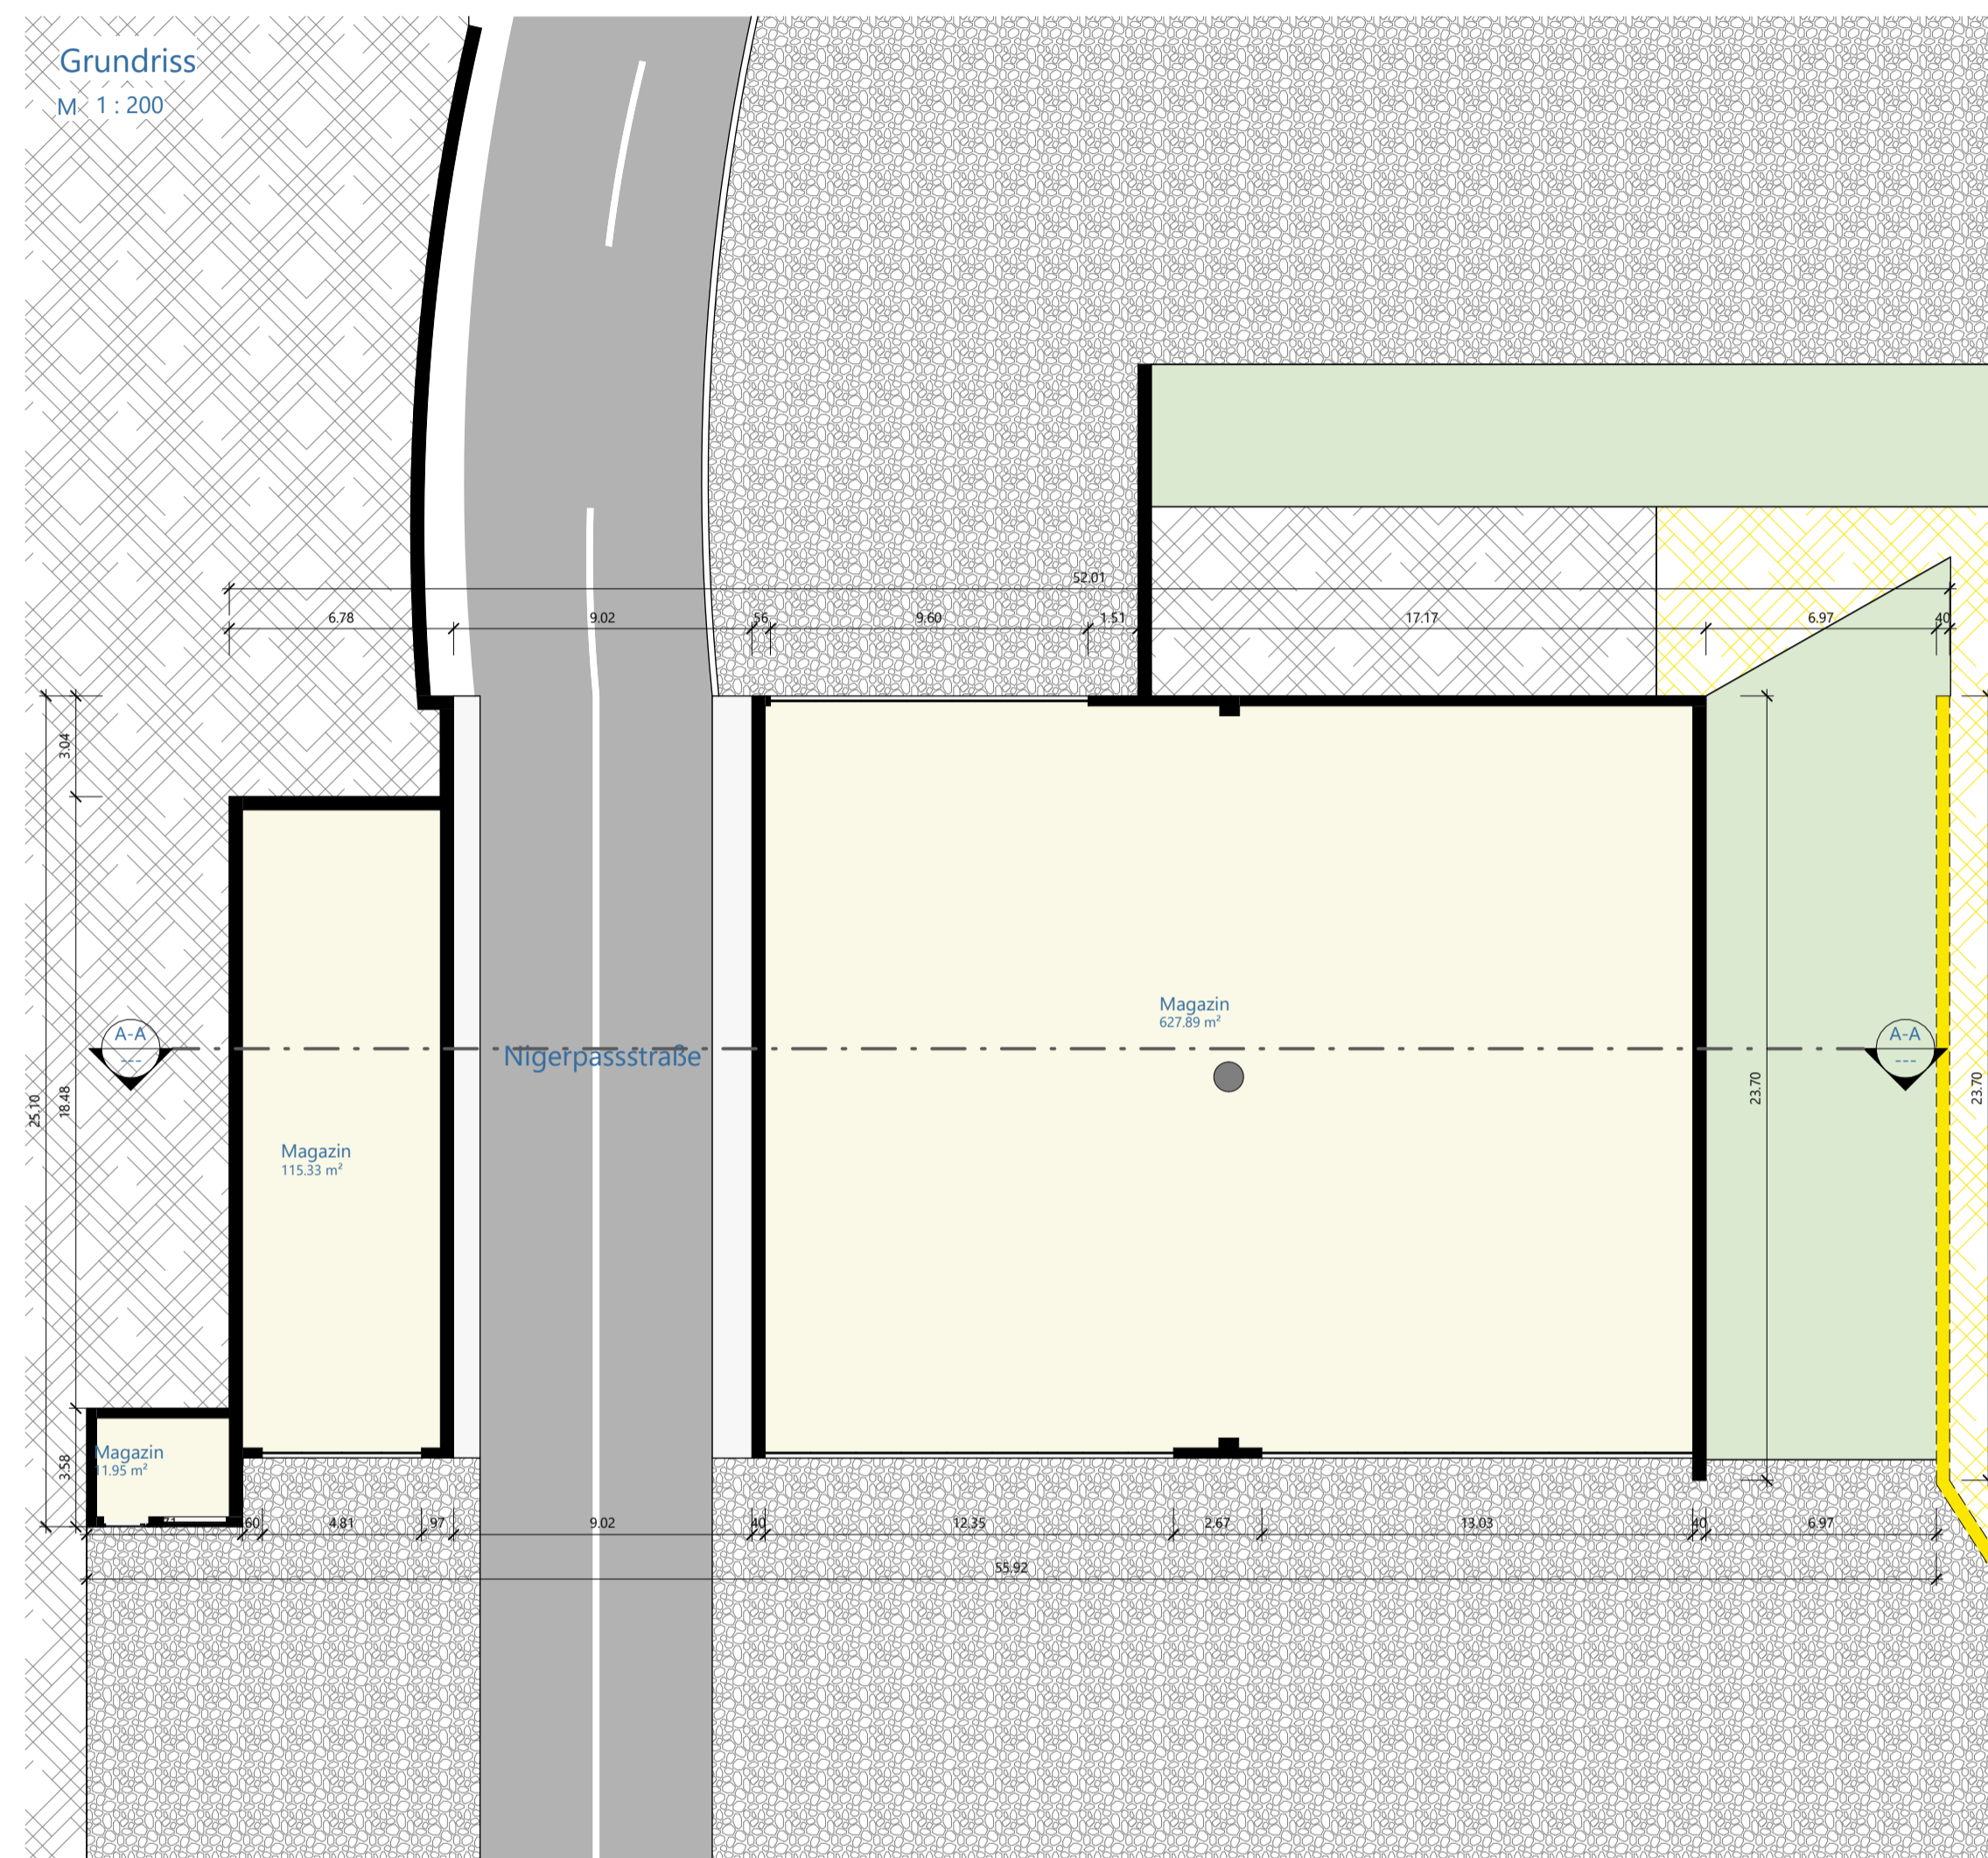 Grundriss
M 1 : 200
52.01
6.78 9.02 56 9.60 1.51 17.17 6.97 40
3.04
18.48
25.10
3.58
A-A
---
Nigerpassstraße
Magazin
627.89 m²
A-A
---
23.70
23.70
Magazin
115.33 m²
Magazin
11.95 m²
60 4.81 97 9.02 40 12.35 2.67 13.03 40 6.97
55.92